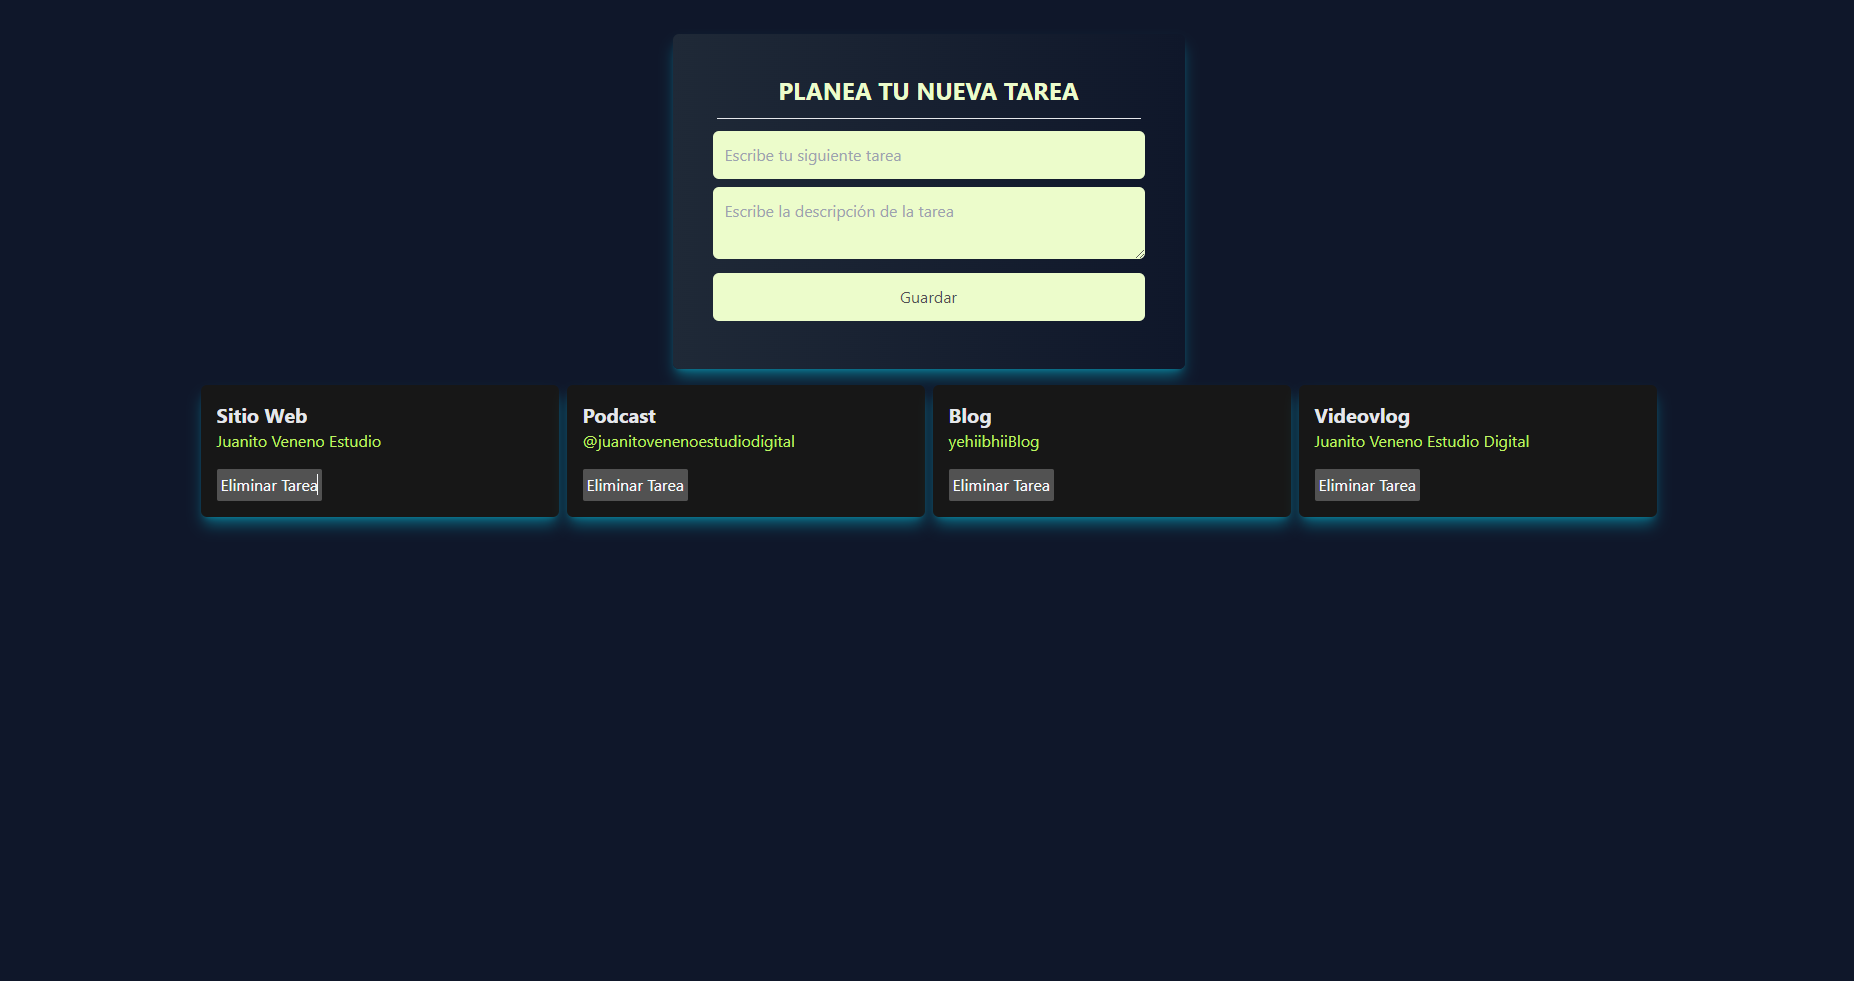 PLANEA TU NUEVA TAREA
Escribe tu siguiente tarea
Escribe la descripción de la tarea
Guardar
Sitio Web
Juanito Veneno Estudio
Eliminar Tarea
Podcast
@juanitovenenoestudiodigital
Eliminar Tarea
Blog
yehiibhiiBlog
Eliminar Tarea
Videovlog
Juanito Veneno Estudio Digital
Eliminar Tarea